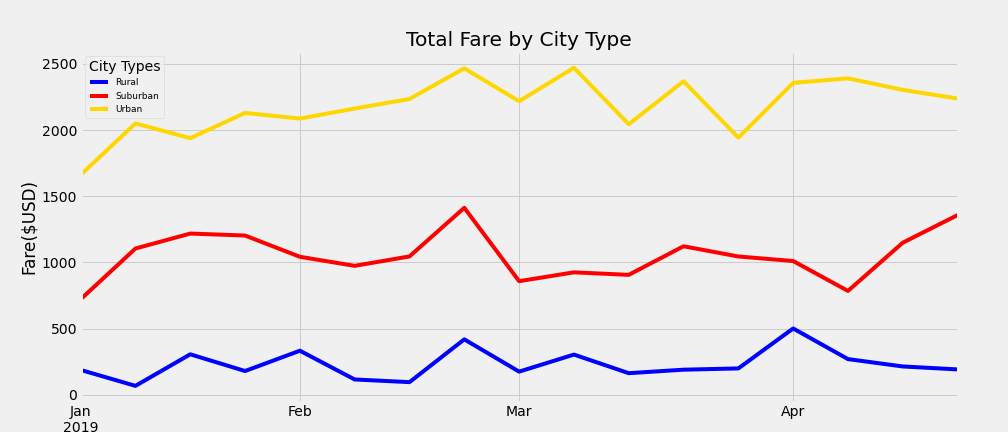 Total Fare by City Type
City Types
Rural
Suburban
Urban
Fare($USD)
2500
2000
1500
1000
500
0
Jan
2019
Feb
Mar
Apr